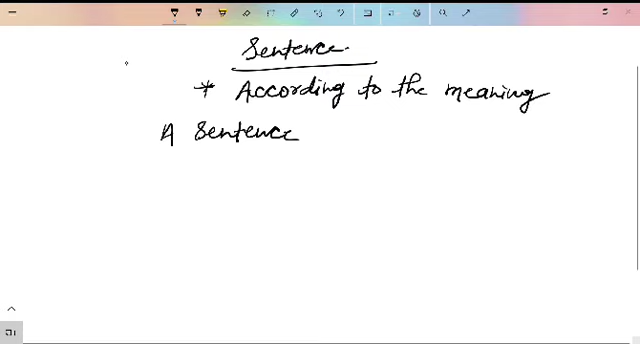 Sentence.
* According to the meaning
A Sentence